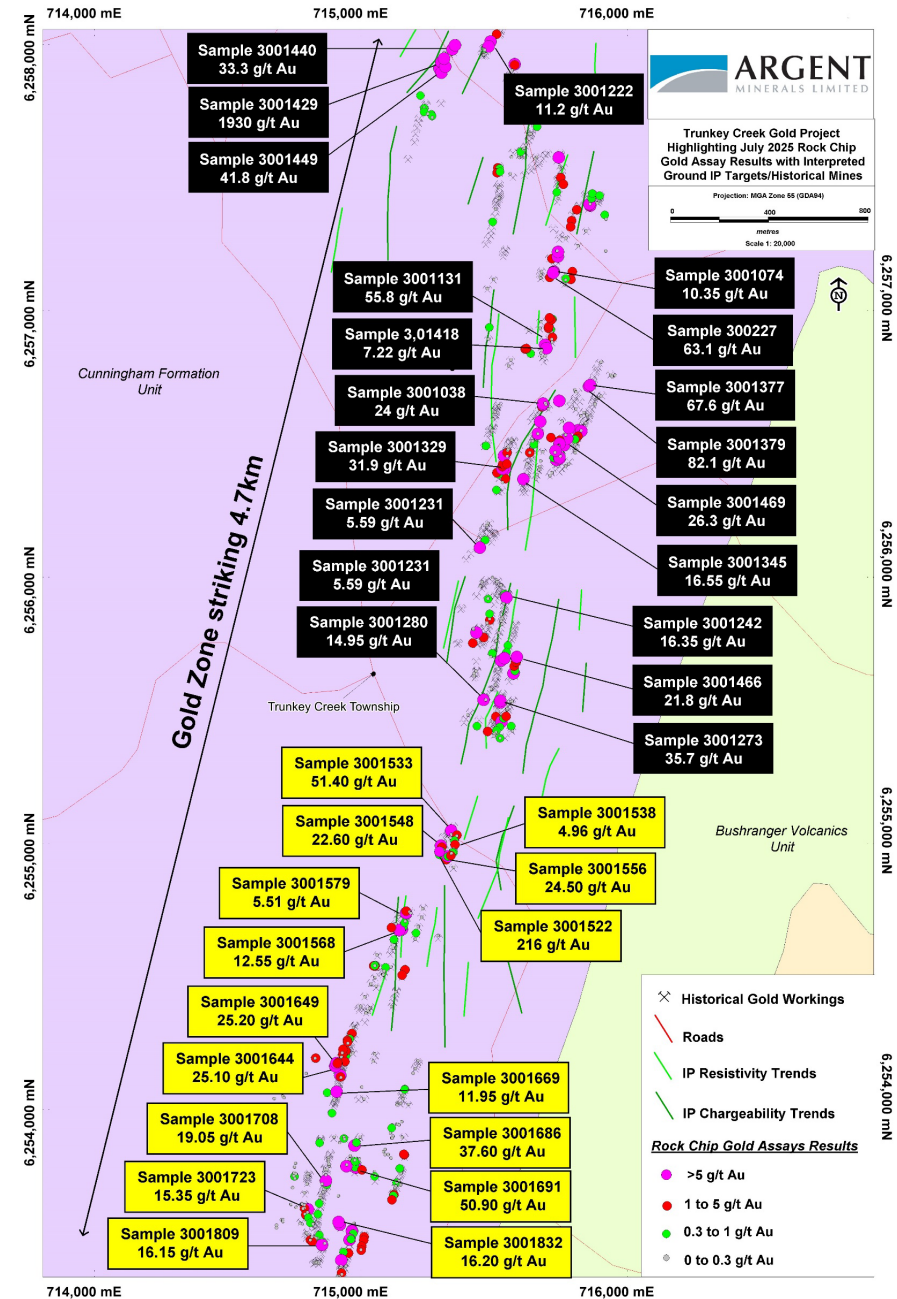 714,000 mE
715,000 mE
716,000 mE
6,258,000 mN
ARGENT
MINERALS LIMITED
Trunkey Creek Gold Project
Highlighting July 2025 Rock Chip
Gold Assay Results with Interpreted
Ground IP Targets/Historical Mines
Projection: MGA Zone 55 (GDA94)
0
400
800
metres
Scale 1: 20,000
Sample 3001440
33.3 g/t Au
Sample 3001429
1930 g/t Au
Sample 3001449
41.8 g/t Au
Sample 3001222
11.2 g/t Au
6,257,000 mN
6,257,000 mN
N
Sample 3001131
55.8 g/t Au
Sample 3,01418
7.22 g/t Au
Sample 3001038
24 g/t Au
Sample 3001329
31.9 g/t Au
Sample 3001231
5.59 g/t Au
Sample 3001231
5.59 g/t Au
Sample 3001280
14.95 g/t Au
Sample 3001074
10.35 g/t Au
Sample 300227
63.1 g/t Au
Sample 3001377
67.6 g/t Au
Sample 3001379
82.1 g/t Au
Sample 3001469
26.3 g/t Au
Sample 3001345
16.55 g/t Au
Sample 3001242
16.35 g/t Au
Sample 3001466
21.8 g/t Au
Sample 3001273
35.7 g/t Au
Cunningham Formation
Unit
Gold Zone striking 4.7km
6,256,000 mN
6,256,000 mN
Trunkey Creek Township
Bushranger Volcanics
Unit
6,255,000 mN
6,255,000 mN
Sample 3001533
51.40 g/t Au
Sample 3001548
22.60 g/t Au
Sample 3001538
4.96 g/t Au
Sample 3001556
24.50 g/t Au
Sample 3001522
216 g/t Au
Sample 3001579
5.51 g/t Au
Sample 3001568
12.55 g/t Au
Sample 3001649
25.20 g/t Au
Sample 3001644
25.10 g/t Au
Sample 3001669
11.95 g/t Au
Sample 3001708
19.05 g/t Au
Sample 3001686
37.60 g/t Au
Sample 3001723
15.35 g/t Au
Sample 3001691
50.90 g/t Au
Sample 3001809
16.15 g/t Au
Sample 3001832
16.20 g/t Au
6,254,000 mN
6,254,000 mN
Historical Gold Workings
Roads
IP Resistivity Trends
IP Chargeability Trends
Rock Chip Gold Assays Results
>5 g/t Au
1 to 5 g/t Au
0.3 to 1 g/t Au
0 to 0.3 g/t Au
714,000 mE
715,000 mE
716,000 mE